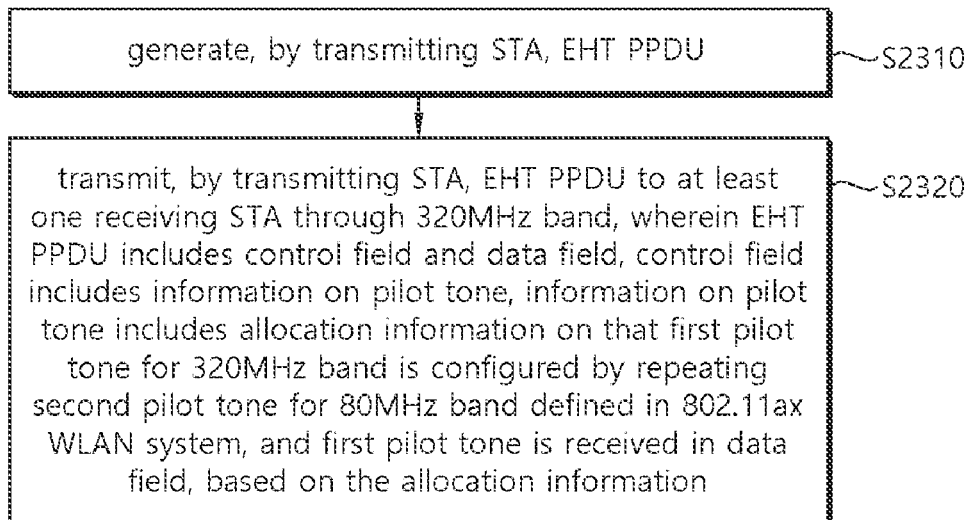 generate, by transmitting STA, EHT PPDU
S2310
transmit, by transmitting STA, EHT PPDU to at least
S2320
one receiving STA through 320MHz band, wherein EHT
PPDU includes control field and data field, control field
includes information on pilot tone, information on pilot
tone includes allocation information on that first pilot
tone for 320MHz band is configured by repeating
second pilot tone for 80MHz band defined in 802.11ax
WLAN system, and first pilot tone is received in data
field, based on the allocation information